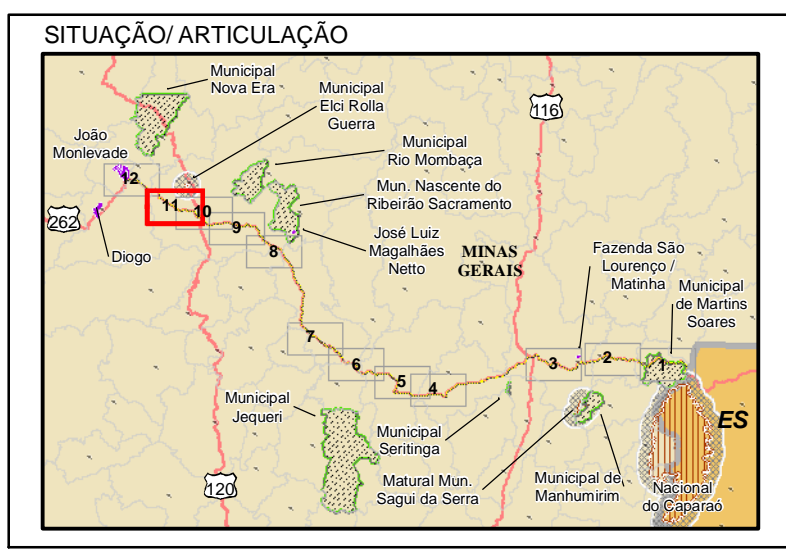 SITUAÇÃO/ ARTICULAÇÃO
Municipal
Nova Era
Municipal
Elci Rolla
Guerra
116
João
Monlevade
Municipal
Rio Mombaça
12
Mun. Nascente do
Ribeirão Sacramento
11
10
262
9
José Luiz
Magalhães
Netto
Diogo
8
MINAS
GERAIS
Fazenda São
Lourenço /
Matinha
Municipal
de Martins
Soares
7
6
5
4
3
2
1
Municipal
Jequeri
Municipal
Seritinga
ES
Matural Mun.
Sagui da Serra
Municipal de
Manhumirim
Nacional
do Caparaó
120